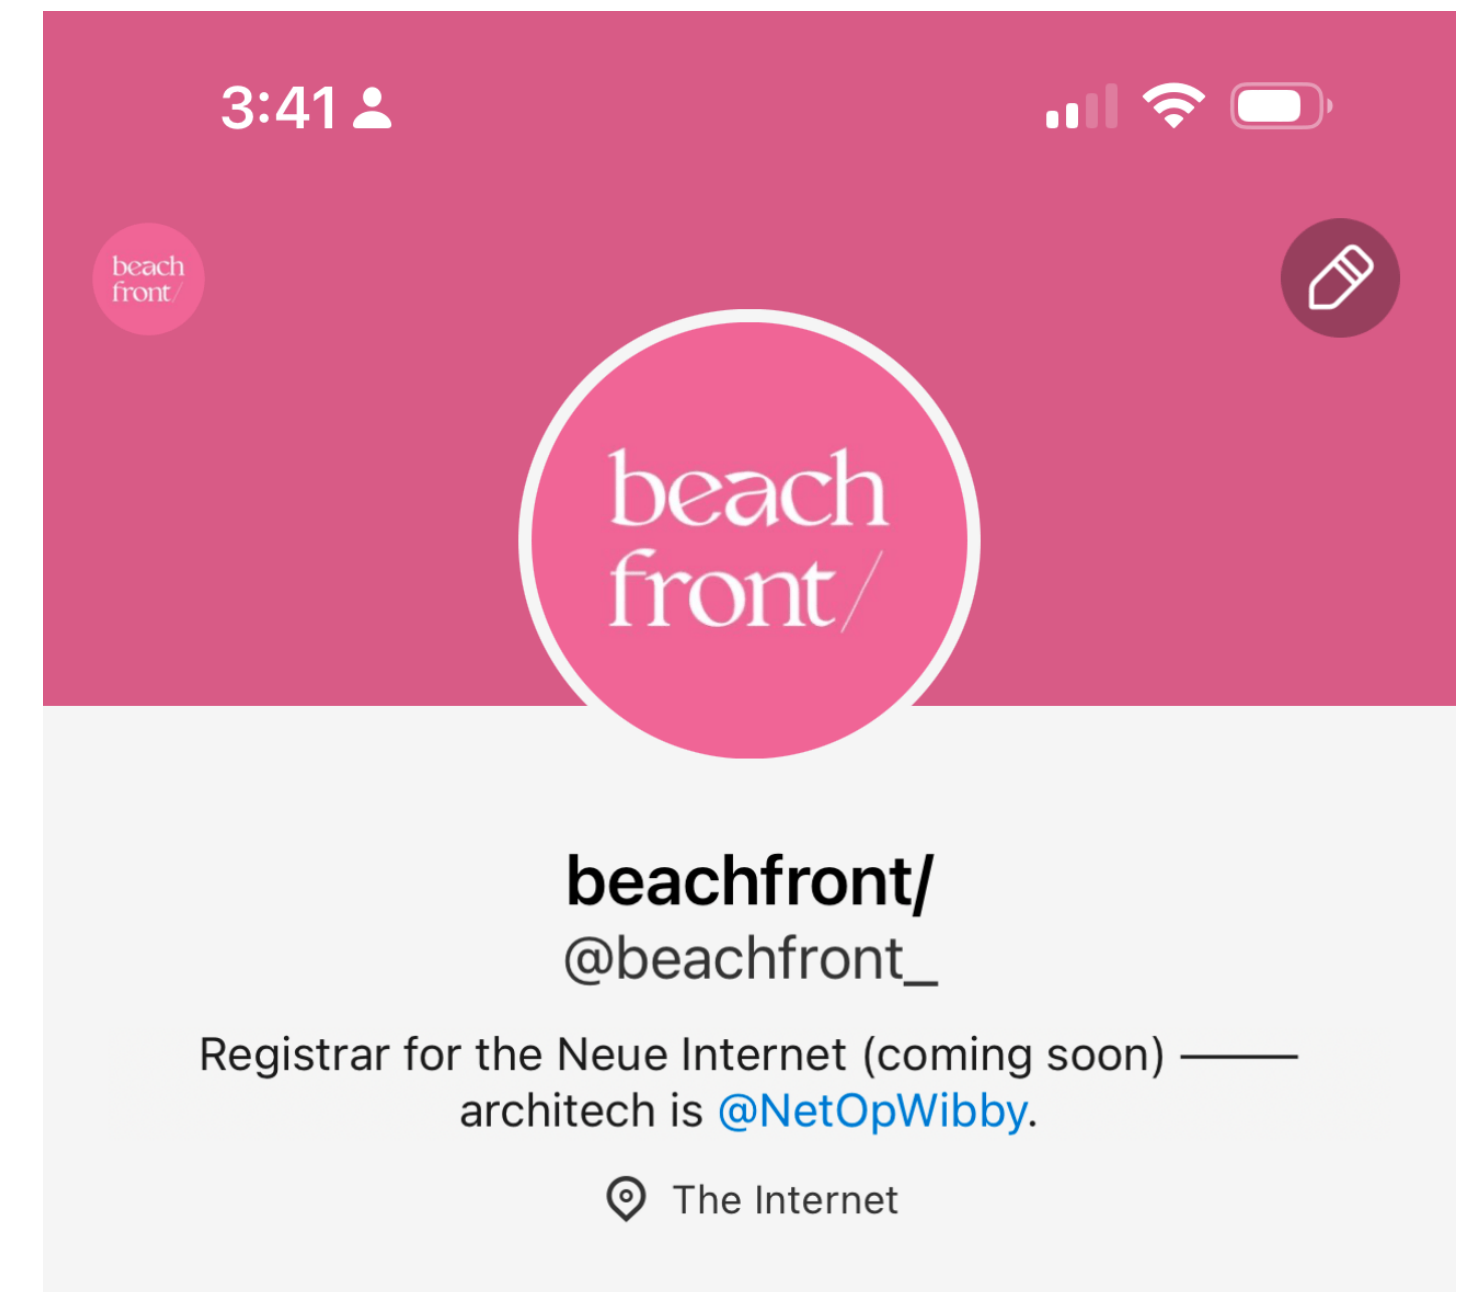 3:41
beach
front/
beach
front/
beachfront/
@beachfront_
Registrar for the Neue Internet (coming soon) ———
architech is @NetOpWibby.
The Internet